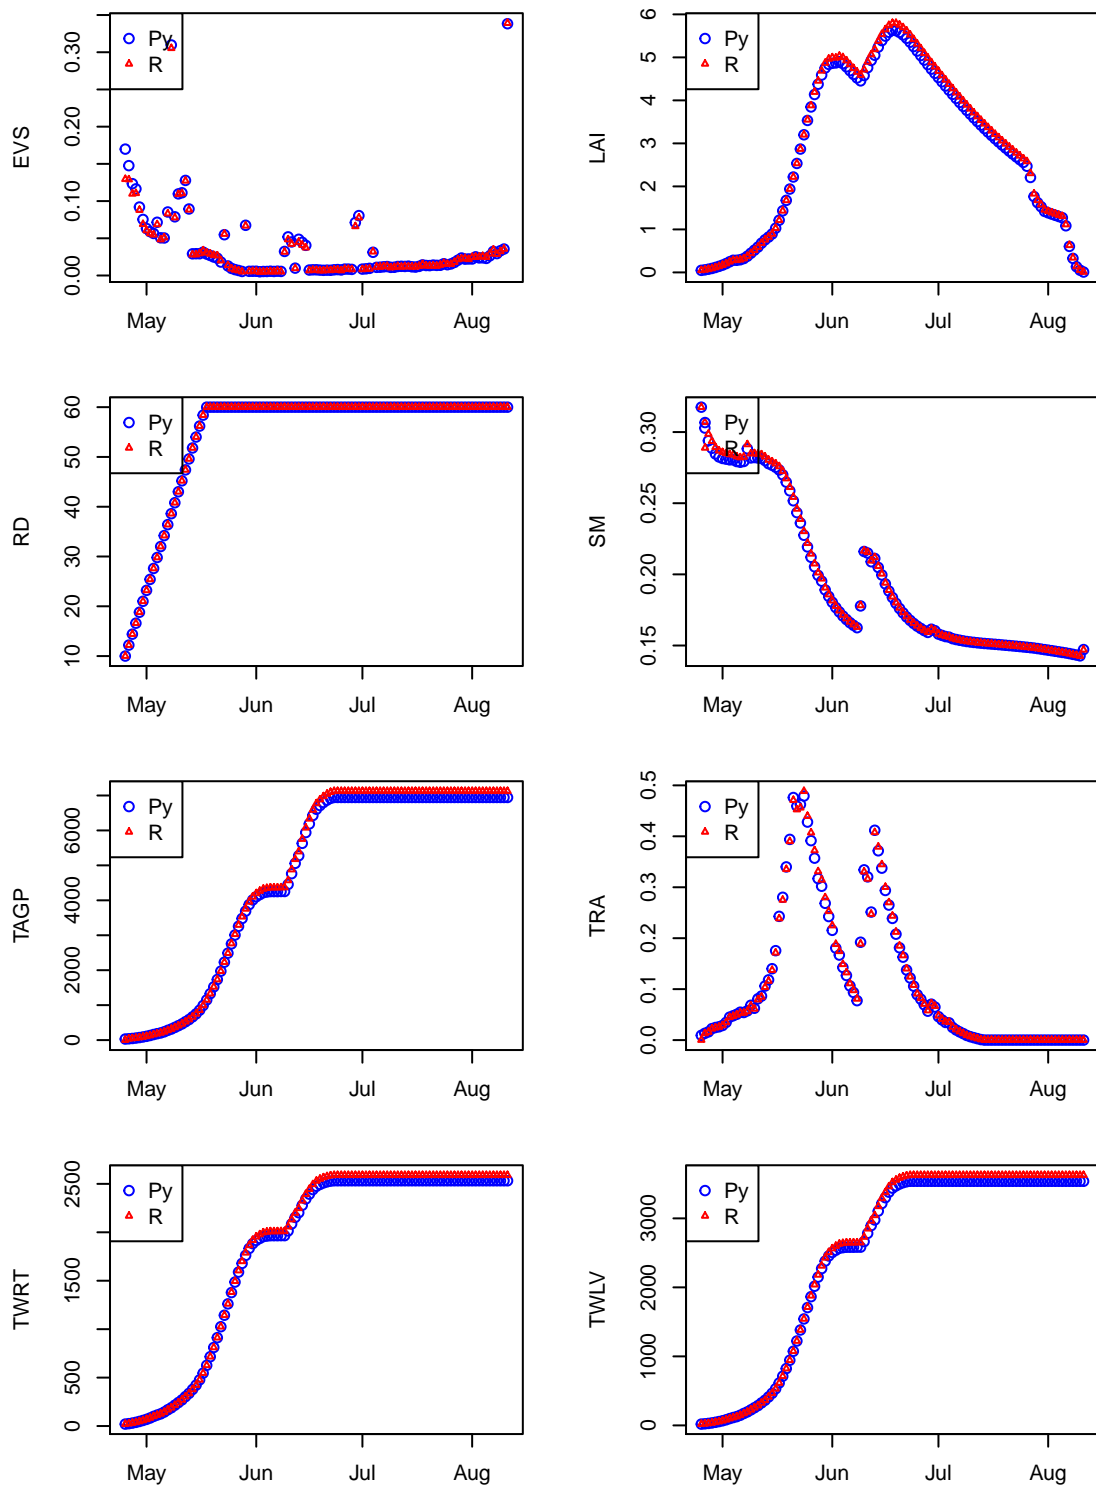 EVS
0.00 0.10 0.20 0.30
Py
R
May Jun Jul Aug
LAI
0 1 2 3 4 5 6
Py
R
May Jun Jul Aug
RD
10 20 30 40 50 60
Py
R
May Jun Jul Aug
SM
0.15 0.20 0.25 0.30
Py
R
May Jun Jul Aug
TAGP
0 2000 4000 6000
Py
R
May Jun Jul Aug
TRA
0.0 0.1 0.2 0.3 0.4 0.5
Py
R
May Jun Jul Aug
TWRT
0 500 1500 2500
Py
R
May Jun Jul Aug
TWLV
0 1000 2000 3000
Py
R
May Jun Jul Aug